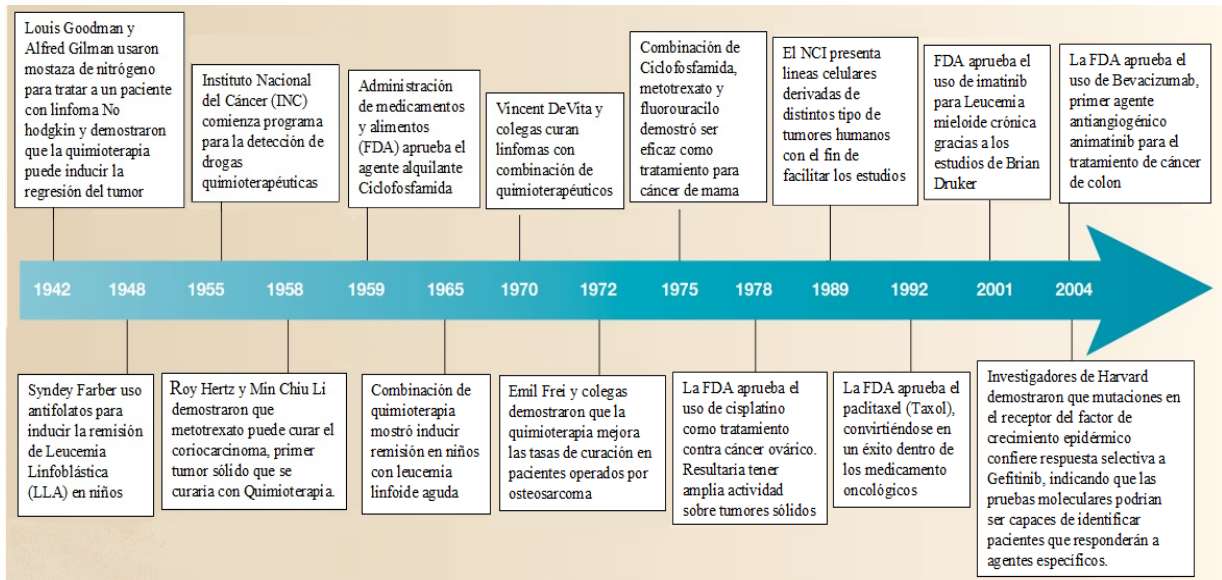 Louis Goodman y
Alfred Gilman usaron
mostaza de nitrógeno
para tratar a un paciente
con linfoma No
hodgkin y demostraron
que la quimioterapia
puede inducir la
regresión del tumor
Instituto Nacional
del Cáncer (INC)
comienza programa
para la detección de
drogas
quimioterapéuticas
Administración
de medicamentos
y alimentos
(FDA) aprueba el
agente alquilante
Ciclofosfamida
Vincent DeVita y
colegas curan
linfomas con
combinación de
quimioterapéuticos
Combinación de
Ciclofosfamida,
metotrexato y
fluorouracilo
demostró ser
eficaz como
tratamiento para
cáncer de mama
El NCI presenta
lineas celulares
derivadas de
distintos tipo de
tumores humanos
con el fin de
facilitar los estudios
FDA aprueba el
uso de imatinib
para Leucemia
mieloide crónica
gracias a los
estudios de Brian
Druker
La FDA aprueba el
uso de Bevacizumab,
primer agente
antiangiogénico
animatinib para el
tratamiento de cáncer
de colon
1942 1948 1955 1958 1959 1965 1970 1972 1975 1978 1989 1992 2001 2004
Syndey Farber uso
antifolatos para
inducir la remisión
de Leucemia
Linfoblástica
(LLA) en niños
Roy Hertz y Min Chiu Li
demostraron que
metotrexato puede curar el
coriocarcinoma, primer
tumor sólido que se
curaria con Quimioterapia.
Combinación de
quimioterapia
mostró inducir
remisión en niños
con leucemia
linfoide aguda
Emil Frei y colegas
demostraron que la
quimioterapia mejora
las tasas de curación en
pacientes operados por
osteosarcoma
La FDA aprueba el
uso de cisplatino
como tratamiento
contra cáncer ovárico.
Resultaria tener
amplia actividad
sobre tumores sólidos
La FDA aprueba el
paclitaxel (Taxol),
convirtiéndose en
un éxito dentro de
los medicamento
oncológicos
Investigadores de Harvard
demostraron que mutaciones en
el receptor del factor de
crecimiento epidérmico
confiere respuesta selectiva a
Gefitinib, indicando que las
pruebas moleculares podrían
ser capaces de identificar
pacientes que responderán a
agentes específicos.